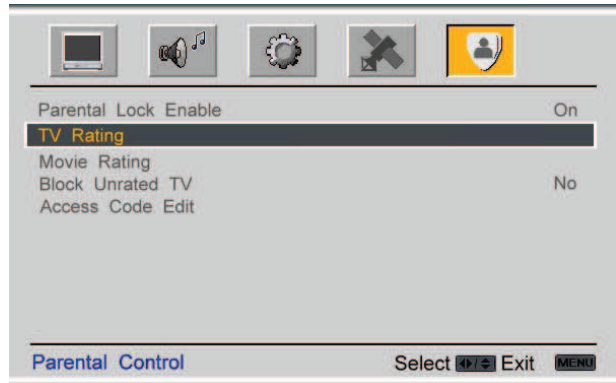 Parental Lock Enable On
TV Rating
Movie Rating
Block Unrated TV No
Access Code Edit
Parental Control Select Exit MENU